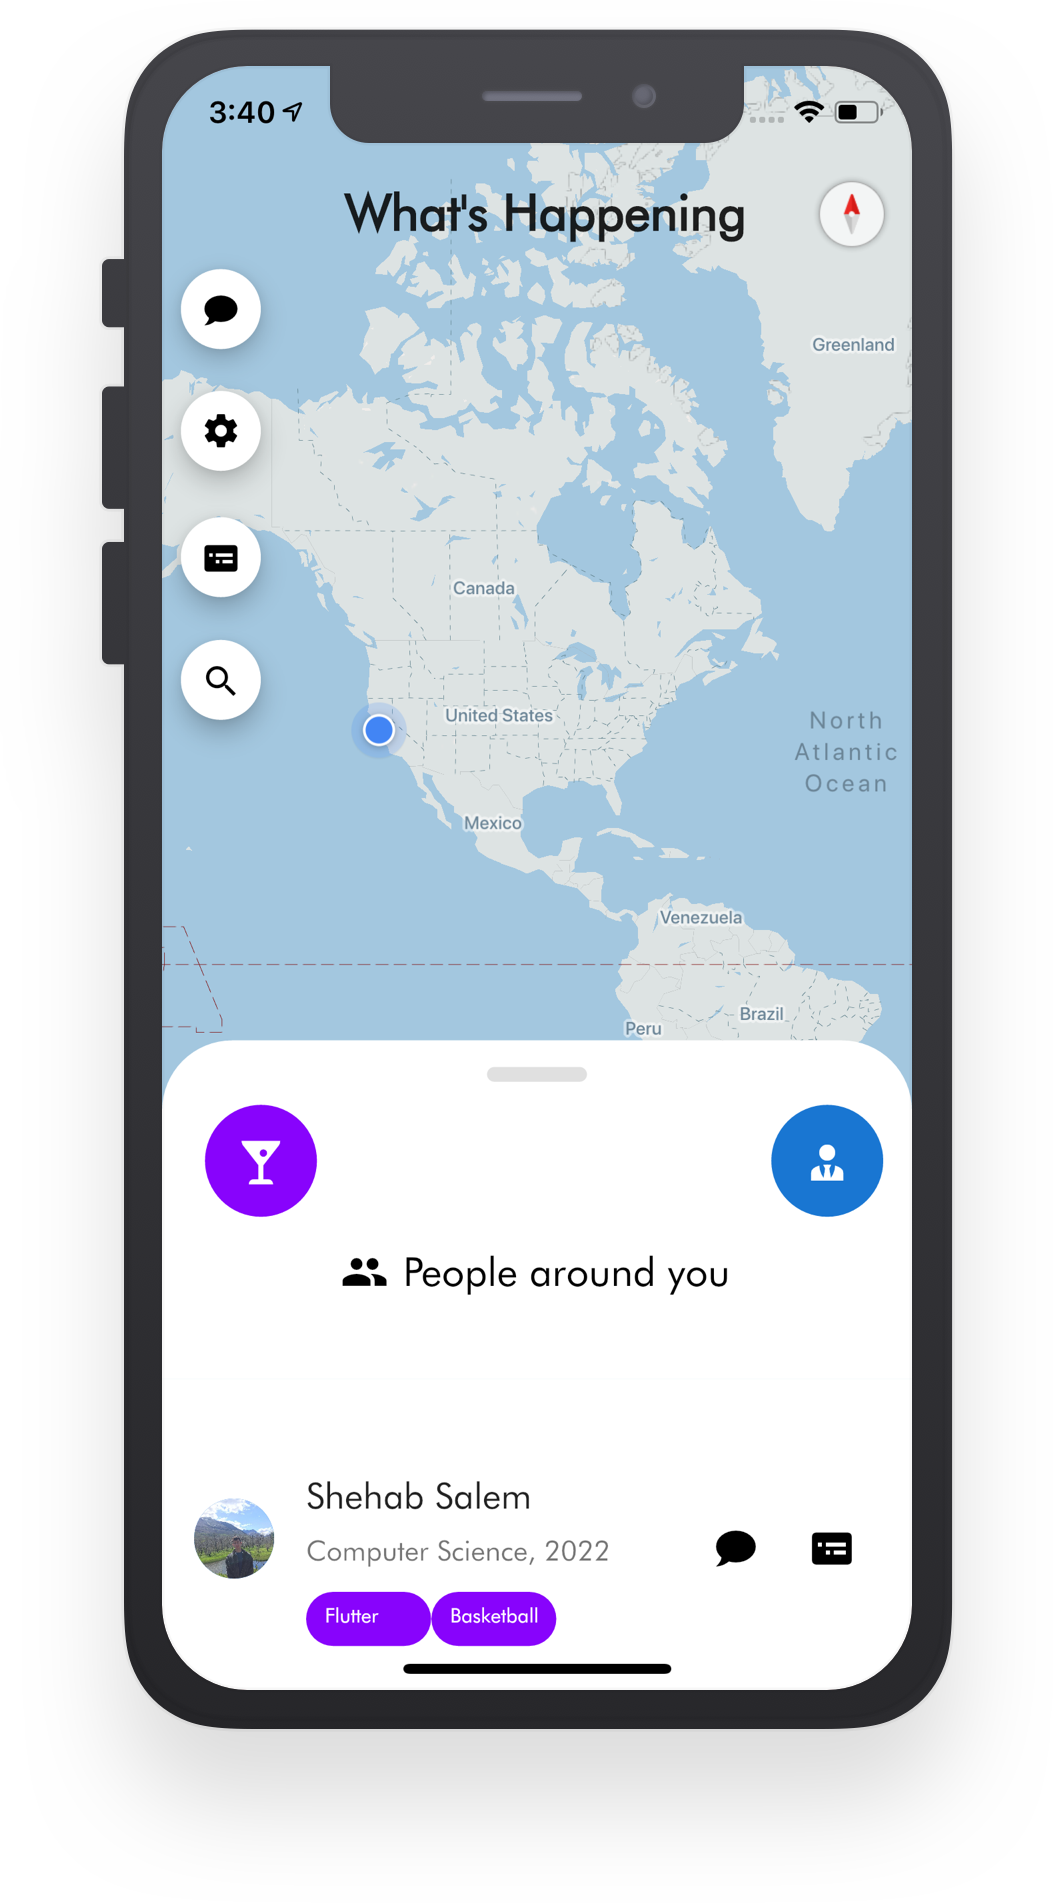 3:40
What's Happening
Greenland
Canada
United States
North
Atlantic
Ocean
Mexico
Venezuela
Brazil
Peru
People around you
Shehab Salem
Computer Science, 2022
Flutter
Basketball